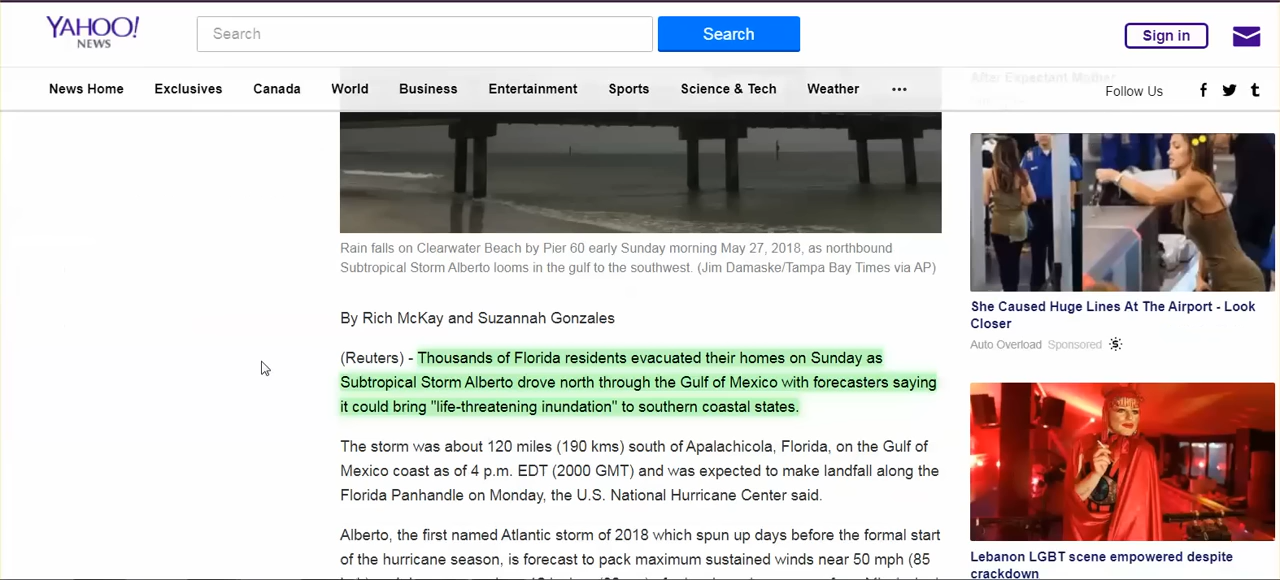 YAHOO!
NEWS
Search
Search
Sign in
News Home Exclusives Canada World Business Entertainment Sports Science & Tech Weather •••
After Expectant Mother
Follow Us
Rain falls on Clearwater Beach by Pier 60 early Sunday morning May 27, 2018, as northbound
Subtropical Storm Alberto looms in the gulf to the southwest. (Jim Damaske/Tampa Bay Times via AP)
By Rich McKay and Suzannah Gonzales
(Reuters) - Thousands of Florida residents evacuated their homes on Sunday as
Subtropical Storm Alberto drove north through the Gulf of Mexico with forecasters saying
it could bring "life-threatening inundation" to southern coastal states.
The storm was about 120 miles (190 kms) south of Apalachicola, Florida, on the Gulf of
Mexico coast as of 4 p.m. EDT (2000 GMT) and was expected to make landfall along the
Florida Panhandle on Monday, the U.S. National Hurricane Center said.
Alberto, the first named Atlantic storm of 2018 which spun up days before the formal start
of the hurricane season, is forecast to pack maximum sustained winds near 50 mph (85
She Caused Huge Lines At The Airport - Look
Closer
Auto Overload Sponsored
Lebanon LGBT scene empowered despite
crackdown